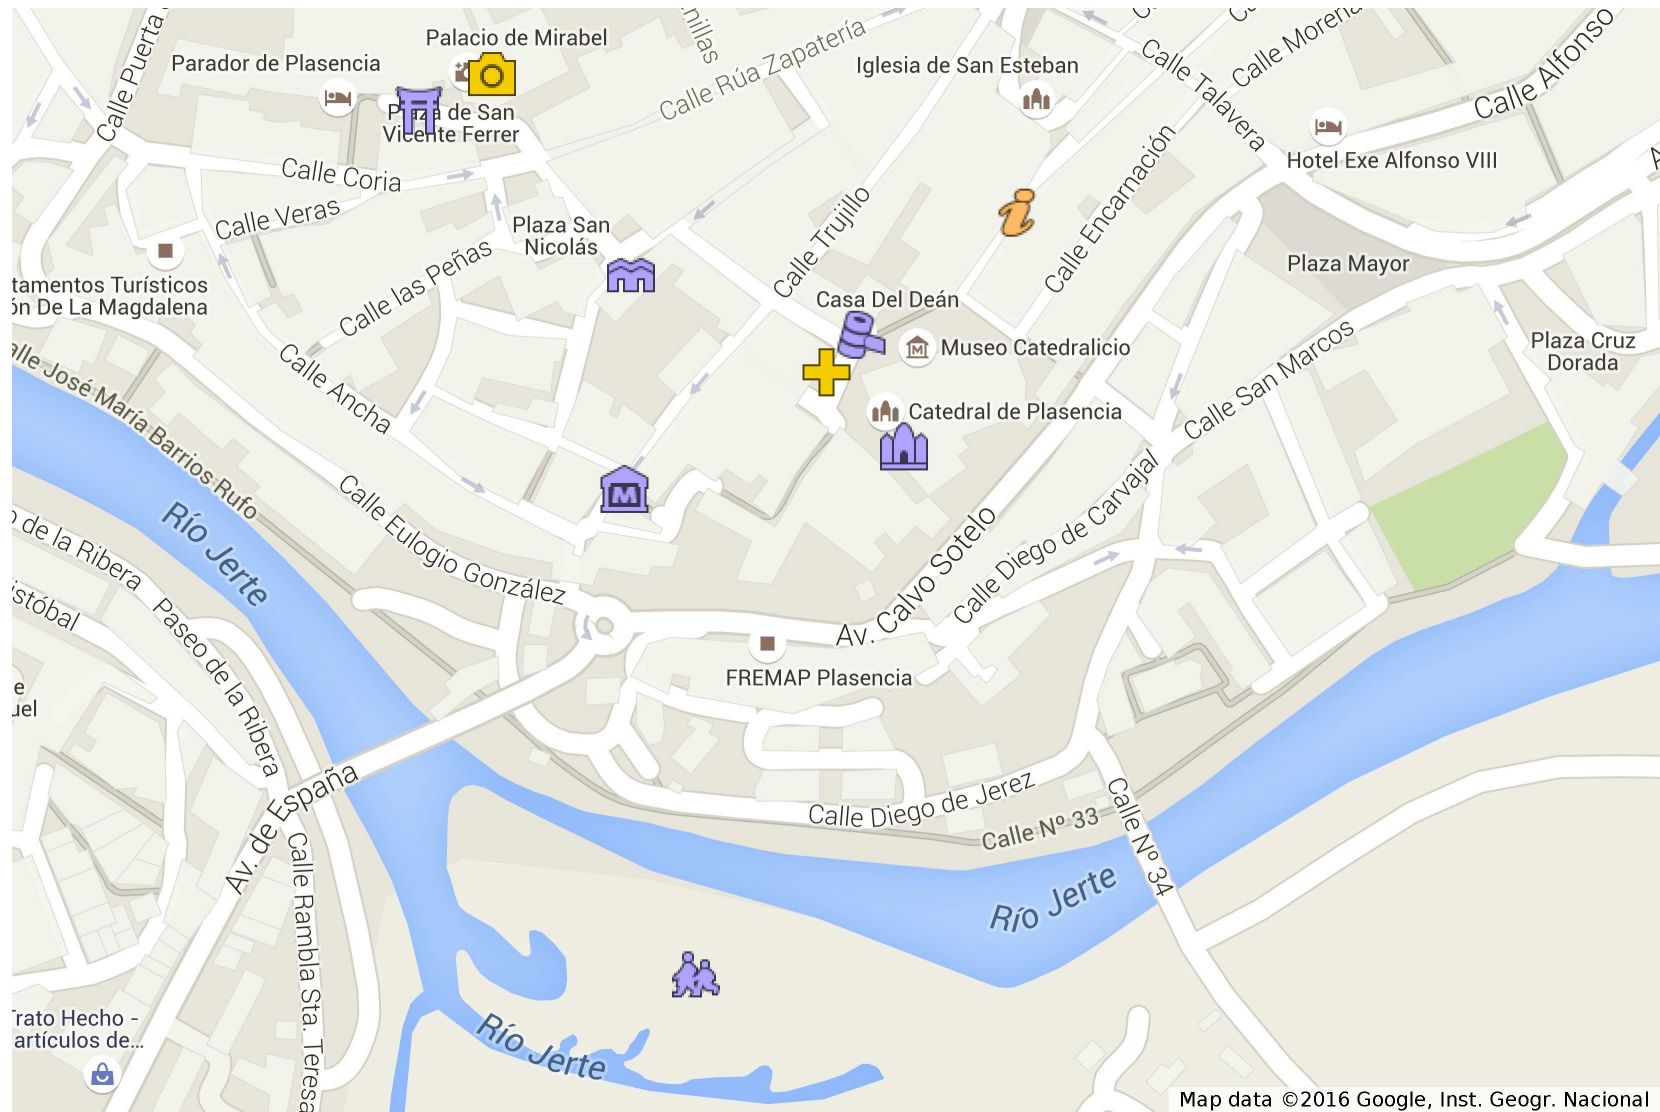 Calle Puerta
Palacio de Mirabel
Parador de Plasencia
Plaza de San
Vicente Ferrer
Calle Rúa Zapatería
Iglesia de San Esteban
Calle Talavera
Calle Morena
Calle Alfonso
Hotel Exe Alfonso VIII
Calle Coria
Calle Veras
Plaza San
Nicolás
Calle Trujillo
Calle Encarnación
Plaza Mayor
Calle las Peñas
Casa Del Deán
Museo Catedralicio
Catedral de Plasencia
Calle San Marcos
Plaza Cruz
Dorada
tamentos Turísticos
ón De La Magdalena
alle José María Barrios Rufo
Calle Ancha
Calle Eulogio González
Río Jerte
o de la Ribera
istóbal
Paseo de la Ribera
Av. Calvo Sotelo
Calle Diego de Carvajal
FREMAP Plasencia
e
uel
Av. de España
Calle Diego de Jerez
Calle Nº 33
Calle Nº 34
Río Jerte
Calle Rambla Sta. Teresa
Trato Hecho -
artículos de...
Río Jerte
M
M
Map data ©2016 Google, Inst. Geogr. Nacional